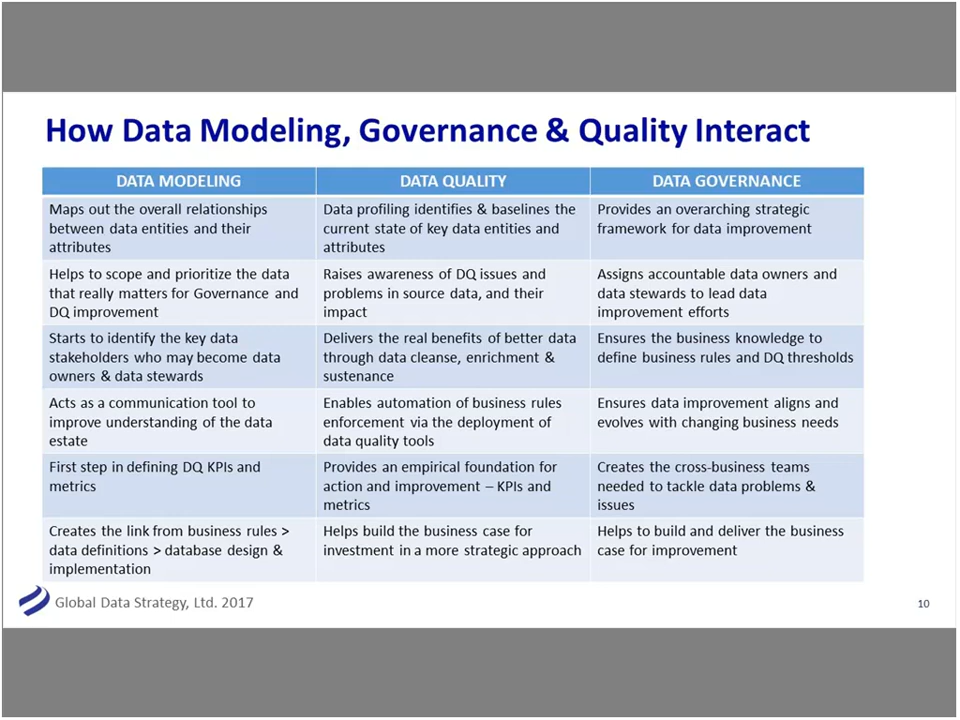 How Data Modeling, Governance & Quality Interact
DATA MODELING
DATA QUALITY
DATA GOVERNANCE
Maps out the overall relationships
between data entities and their
attributes
Data profiling identifies & baselines the
current state of key data entities and
attributes
Provides an overarching strategic
framework for data improvement
Helps to scope and prioritize the data
that really matters for Governance and
DQ improvement
Raises awareness of DQ issues and
problems in source data, and their
impact
Assigns accountable data owners and
data stewards to lead data
improvement efforts
Starts to identify the key data
stakeholders who may become data
owners & data stewards
Delivers the real benefits of better data
through data cleanse, enrichment &
sustenance
Ensures the business knowledge to
define business rules and DQ thresholds
Acts as a communication tool to
improve understanding of the data
estate
Enables automation of business rules
enforcement via the deployment of
data quality tools
Ensures data improvement aligns and
evolves with changing business needs
First step in defining DQ KPIs and
metrics
Provides an empirical foundation for
action and improvement – KPIs and
metrics
Creates the cross-business teams
needed to tackle data problems &
issues
Creates the link from business rules >
data definitions > database design &
implementation
Helps build the business case for
investment in a more strategic approach
Helps to build and deliver the business
case for improvement
Global Data Strategy, Ltd. 2017
10